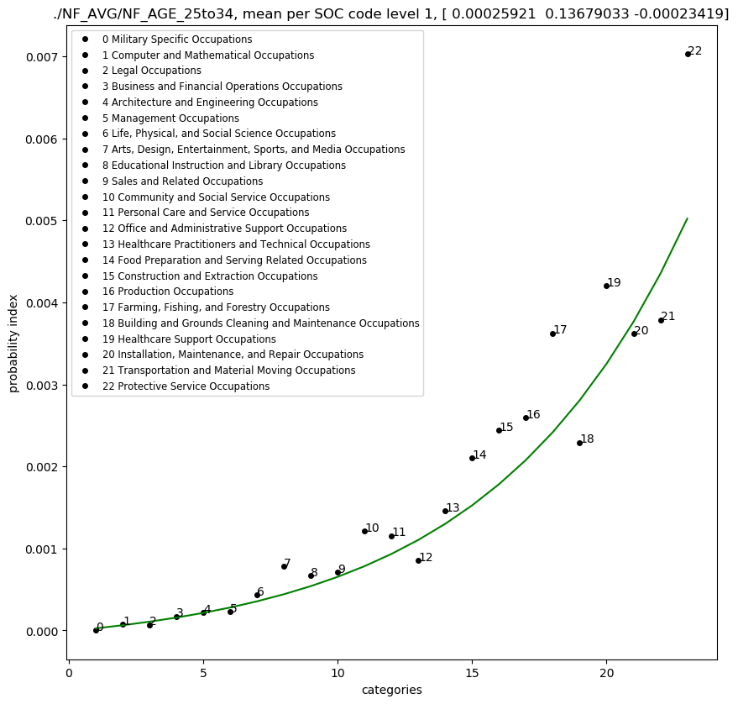 ./NF_AVG/NF_AGE_25to34, mean per SOC code level 1, [ 0.00025921  0.13679033 -0.00023419]
0 Military Specific Occupations
1 Computer and Mathematical Occupations
2 Legal Occupations
3 Business and Financial Operations Occupations
4 Architecture and Engineering Occupations
5 Management Occupations
6 Life, Physical, and Social Science Occupations
7 Arts, Design, Entertainment, Sports, and Media Occupations
8 Educational Instruction and Library Occupations
9 Sales and Related Occupations
10 Community and Social Service Occupations
11 Personal Care and Service Occupations
12 Office and Administrative Support Occupations
13 Healthcare Practitioners and Technical Occupations
14 Food Preparation and Serving Related Occupations
15 Construction and Extraction Occupations
16 Production Occupations
17 Farming, Fishing, and Forestry Occupations
18 Building and Grounds Cleaning and Maintenance Occupations
19 Healthcare Support Occupations
20 Installation, Maintenance, and Repair Occupations
21 Transportation and Material Moving Occupations
22 Protective Service Occupations
probability index
0.007
0.006
0.005
0.004
0.003
0.002
0.001
0.000
0
1
2
3
4
5
6
7
8
9
10
11
12
13
14
15
16
17
18
19
20
21
22
0 5 10 15 20
categories